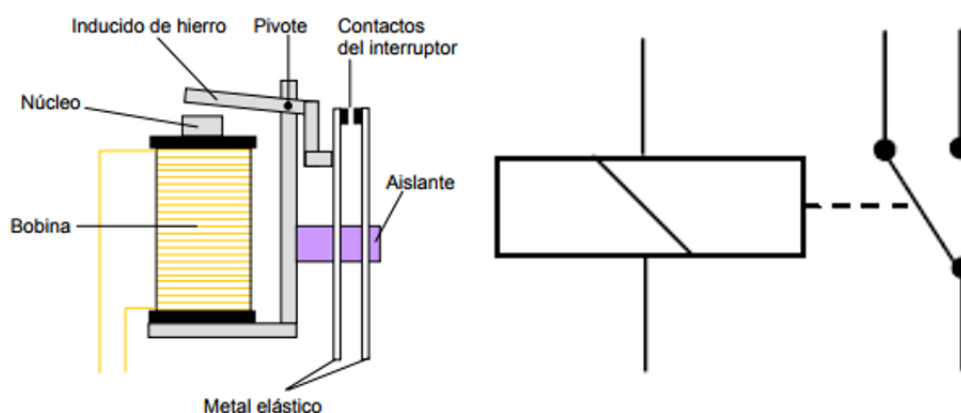 Inducido de hierro
Pivote
Contactos
del interruptor
Núcleo
Aislante
Bobina
Metal elástico